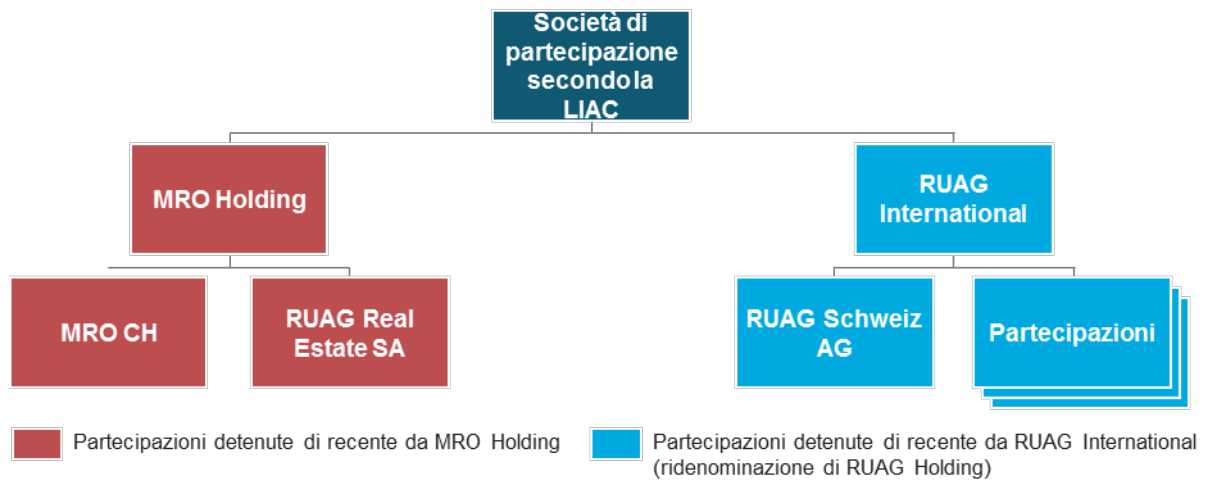 Società di
partecipazione
secondo la
LIAC
MRO Holding
RUAG
International
MRO CH
RUAG Real
Estate SA
RUAG Schweiz
AG
Partecipazioni
Partecipazioni detenute di recente da MRO Holding
Partecipazioni detenute di recente da RUAG International
(ridenominazione di RUAG Holding)